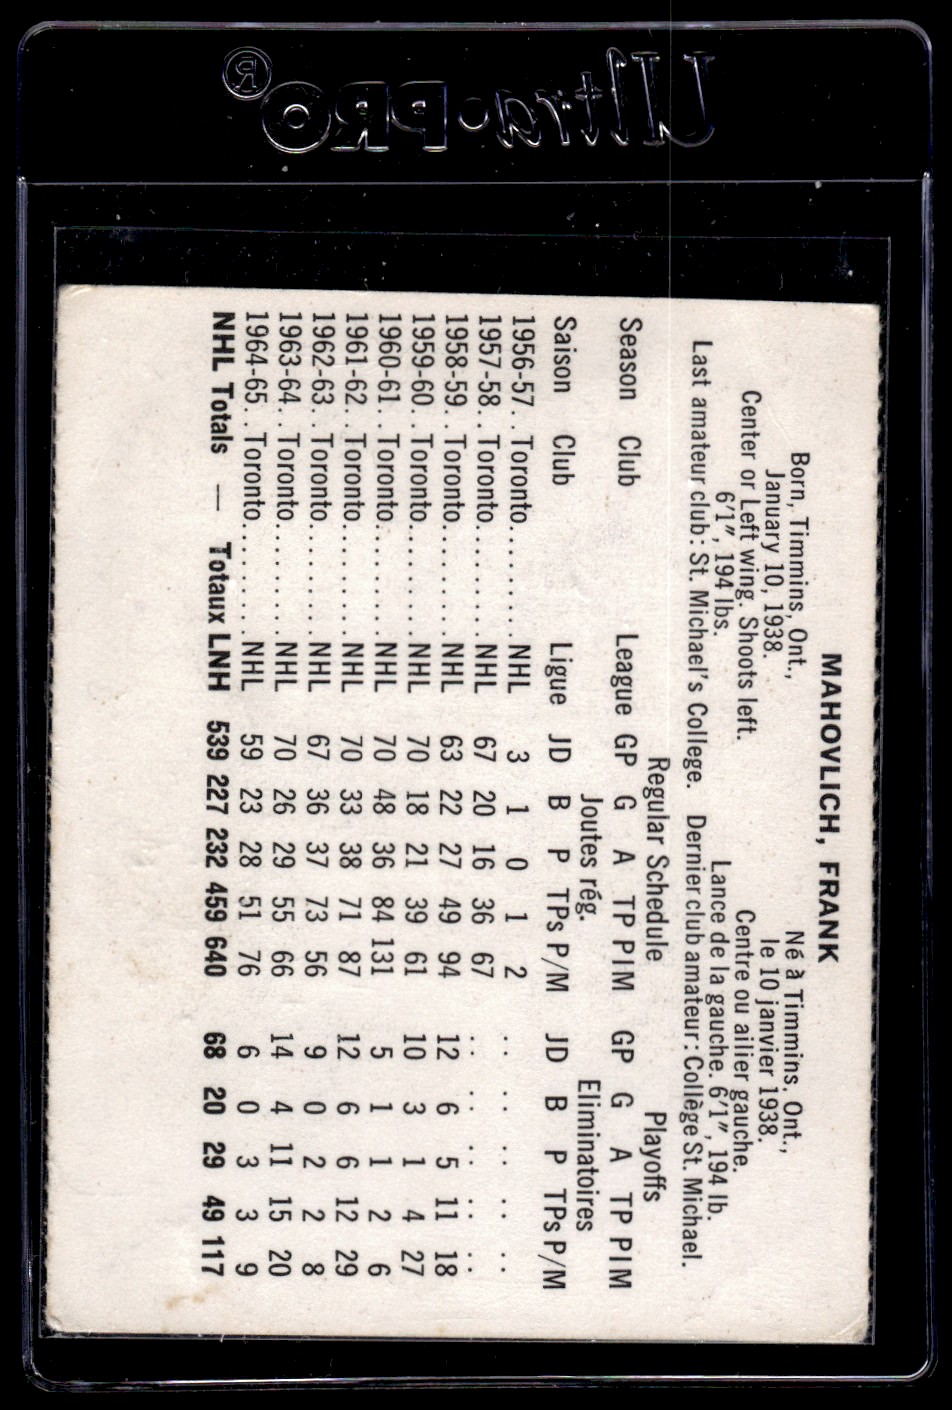 Ultra•PRO®
MAHOVLICH, FRANK
Born, Timmins, Ont.,
January 10, 1938.
Center or Left wing. Shoots left.
6'1", 194 lbs.
Last amateur club: St. Michael's College.
Né à Timmins. Ont.,
le 10 janvier 1938.
Centre ou ailier gauche.
Lance de la gauche. 6'1", 194 lb.
Dernier club amateur: Collège St. Michael.
Regular Schedule Playoffs
Season Club League GP G A TP PIM GP G A TP PIM
Joutes rég. Eliminatoires
Saison Club Ligue JD B P TPs P/M JD B P TPs P/M
1956-57.. Toronto......... NHL 3 1 0 1 2 .. .. .. .. ..
1957-58.. Toronto......... NHL 67 20 16 36 67 .. .. .. .. ..
1958-59.. Toronto......... NHL 63 22 27 49 94 12 6 5 11 18
1959-60.. Toronto......... NHL 70 18 21 39 61 10 3 1 4 27
1960-61.. Toronto......... NHL 70 48 36 84 131 5 1 1 2 6
1961-62.. Toronto......... NHL 70 33 38 71 87 12 6 6 12 29
1962-63.. Toronto......... NHL 67 36 37 73 56 9 0 2 2 8
1963-64.. Toronto......... NHL 70 26 29 55 66 14 4 11 15 20
1964-65.. Toronto......... NHL 59 23 28 51 76 6 0 3 3 9
NHL Totals — Totaux LNH 539 227 232 459 640 68 20 29 49 117